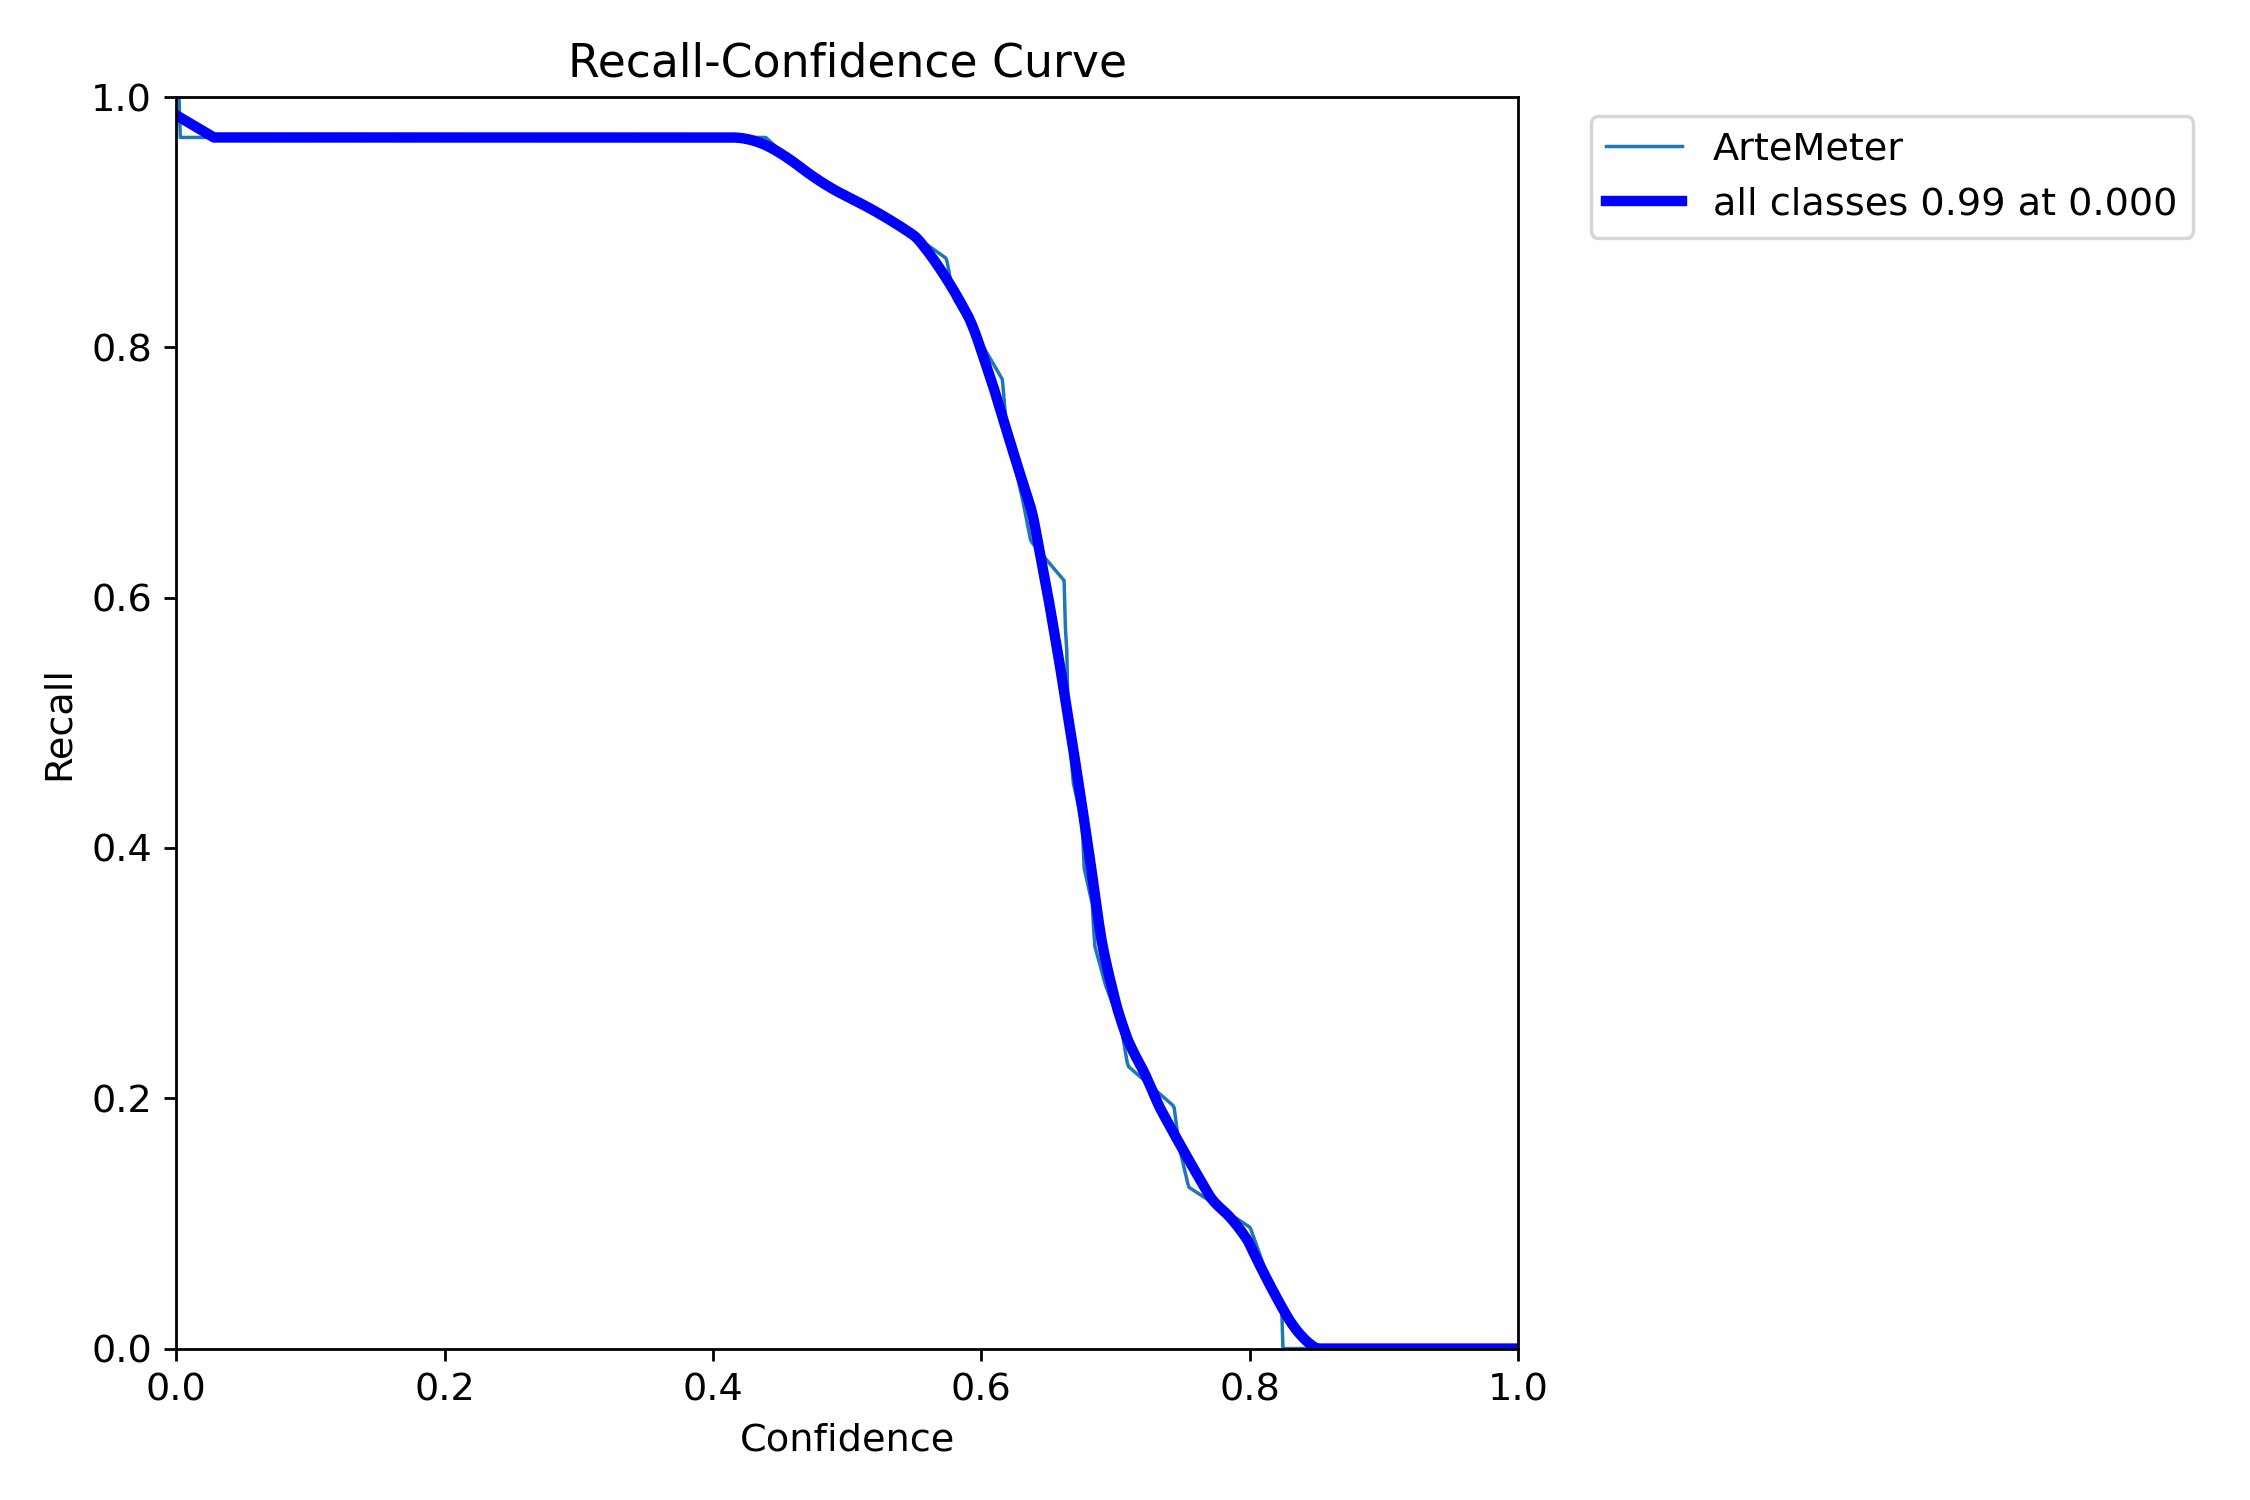 Recall-Confidence Curve
1.0
0.8
0.6
0.4
0.2
0.0
Recall
0.0 0.2 0.4 0.6 0.8 1.0
Confidence
ArteMeter
all classes 0.99 at 0.000